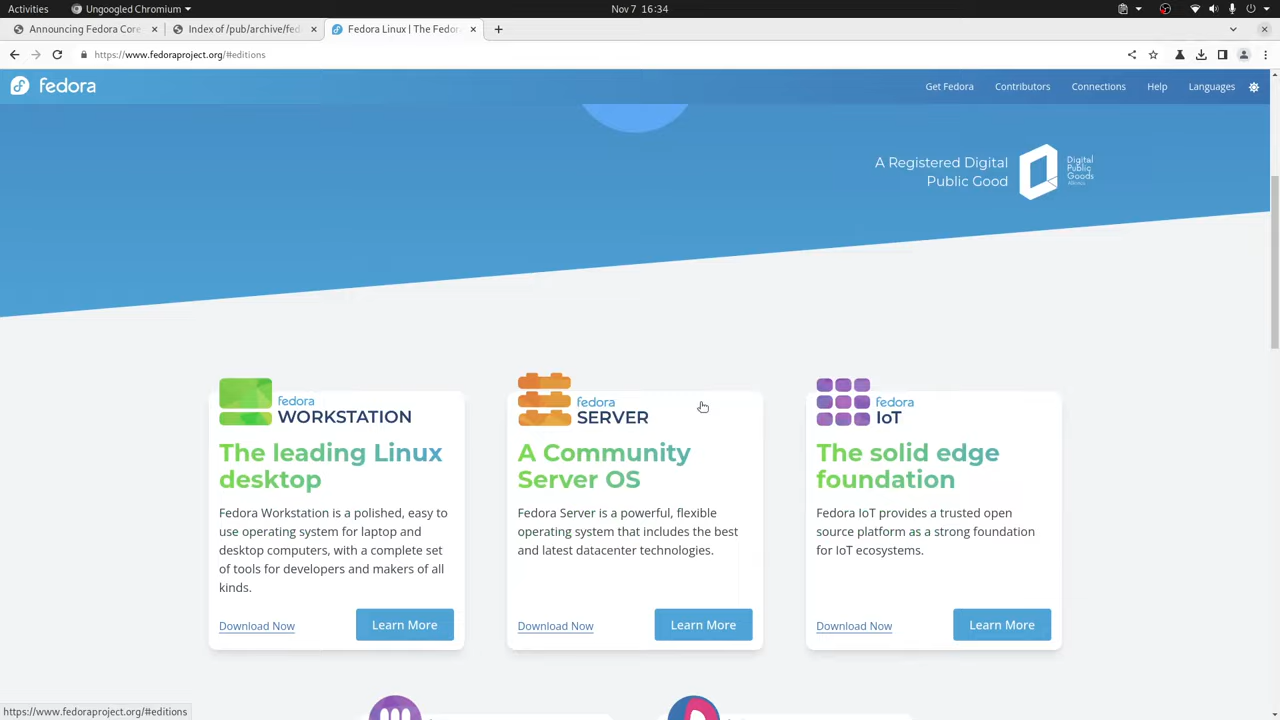 Activities
Ungoogled Chromium
Nov 7 16:34
Announcing Fedora Core
Index of /pub/archive/fed
Fedora Linux | The Fedor
https://www.fedoraproject.org/#editions
fedora
Get Fedora
Contributors
Connections
Help
Languages
A Registered Digital
Public Good
Digital
Public
Goods
fedora
WORKSTATION
The leading Linux
desktop
Fedora Workstation is a polished, easy to
use operating system for laptop and
desktop computers, with a complete set
of tools for developers and makers of all
kinds.
Download Now
Learn More
fedora
SERVER
A Community
Server OS
Fedora Server is a powerful, flexible
operating system that includes the best
and latest datacenter technologies.
Download Now
Learn More
fedora
IoT
The solid edge
foundation
Fedora IoT provides a trusted open
source platform as a strong foundation
for IoT ecosystems.
Download Now
Learn More
https://www.fedoraproject.org/#editions